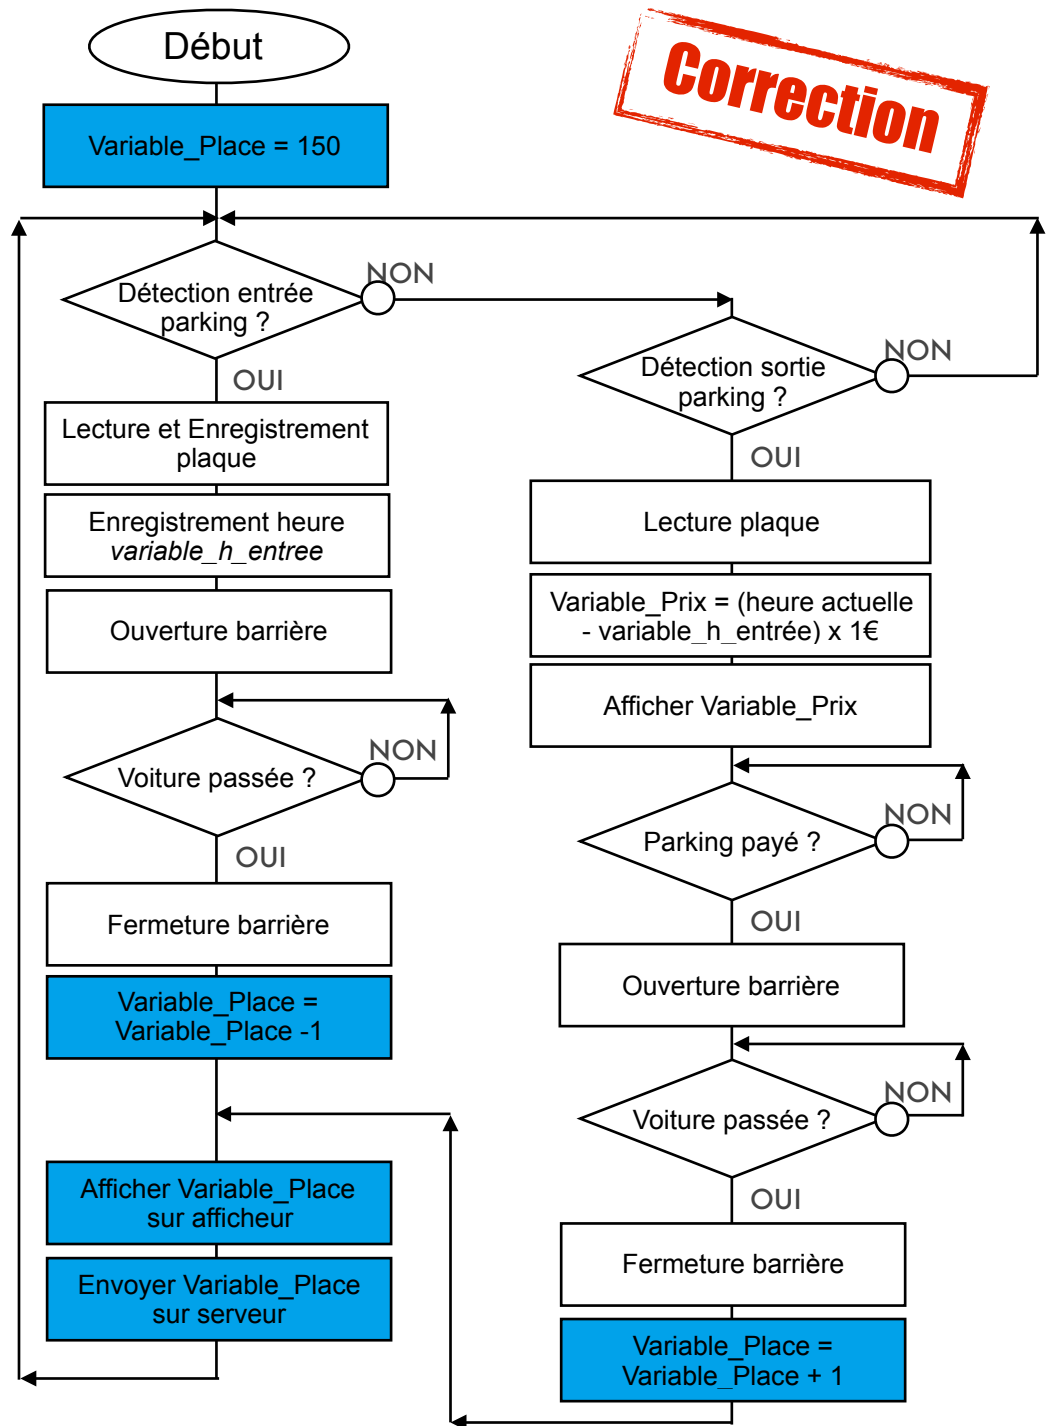 Début
Correction
Variable_Place = 150
Détection entrée
parking ?
NON
OUI
Lecture et Enregistrement
plaque
Enregistrement heure
variable_h_entree
Ouverture barrière
Voiture passée ?
NON
OUI
Fermeture barrière
Variable_Place =
Variable_Place -1
Afficher Variable_Place
sur afficheur
Envoyer Variable_Place
sur serveur
Détection sortie
parking ?
NON
OUI
Lecture plaque
Variable_Prix = (heure actuelle
- variable_h_entrée) x 1€
Afficher Variable_Prix
Parking payé ?
NON
OUI
Ouverture barrière
Voiture passée ?
NON
OUI
Fermeture barrière
Variable_Place =
Variable_Place + 1